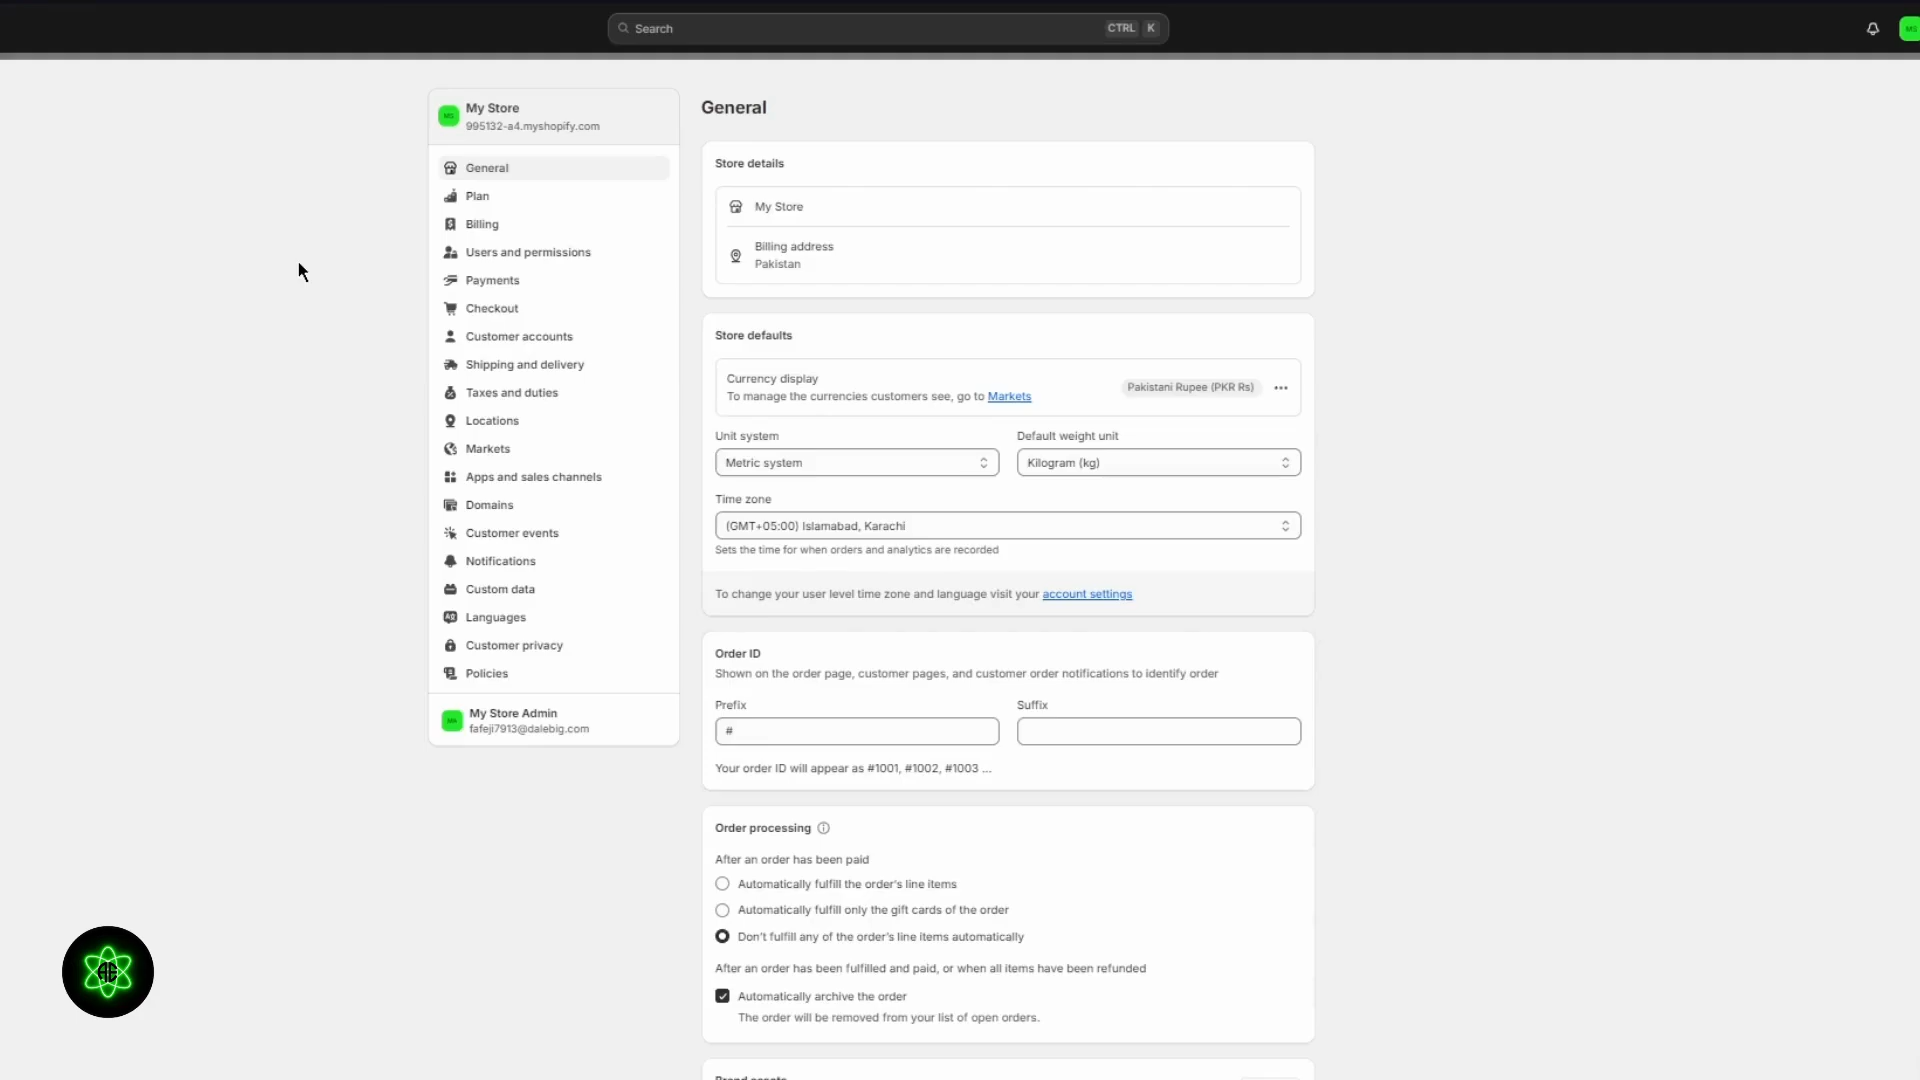 Search
CTRL K
MS
MS
My Store
995132-a4.myshopify.com
General
Plan
Billing
Users and permissions
Payments
Checkout
Customer accounts
Shipping and delivery
Taxes and duties
Locations
Markets
Apps and sales channels
Domains
Customer events
Notifications
Custom data
Languages
Customer privacy
Policies
My Store Admin
fafeji7913@dalebig.com
General
Store details
My Store
Billing address
Pakistan
Store defaults
Currency display
To manage the currencies customers see, go to Markets
Pakistani Rupee (PKR Rs)
Unit system
Default weight unit
Metric system
Kilogram (kg)
Time zone
(GMT+05:00) Islamabad, Karachi
Sets the time for when orders and analytics are recorded
To change your user level time zone and language visit your account settings
Order ID
Shown on the order page, customer pages, and customer order notifications to identify order
Prefix
Suffix
#
Your order ID will appear as #1001, #1002, #1003 ...
Order processing
After an order has been paid
Automatically fulfill the order's line items
Automatically fulfill only the gift cards of the order
Don't fulfill any of the order's line items automatically
After an order has been fulfilled and paid, or when all items have been refunded
Automatically archive the order
The order will be removed from your list of open orders.
Brand assets